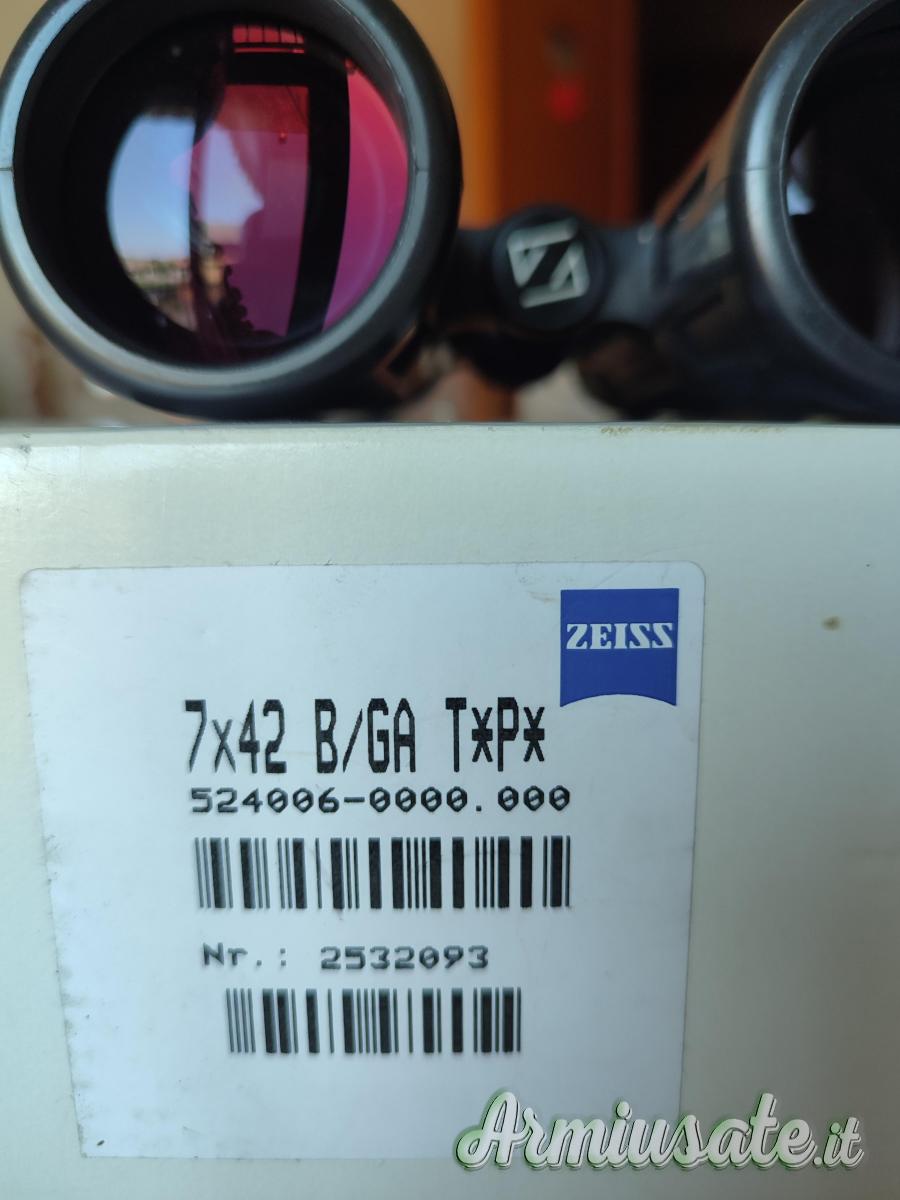 Z
ZEISS
7x42 B/GA T*P*
524006-0000.000
Nr.: 2532093
Armiusate.it